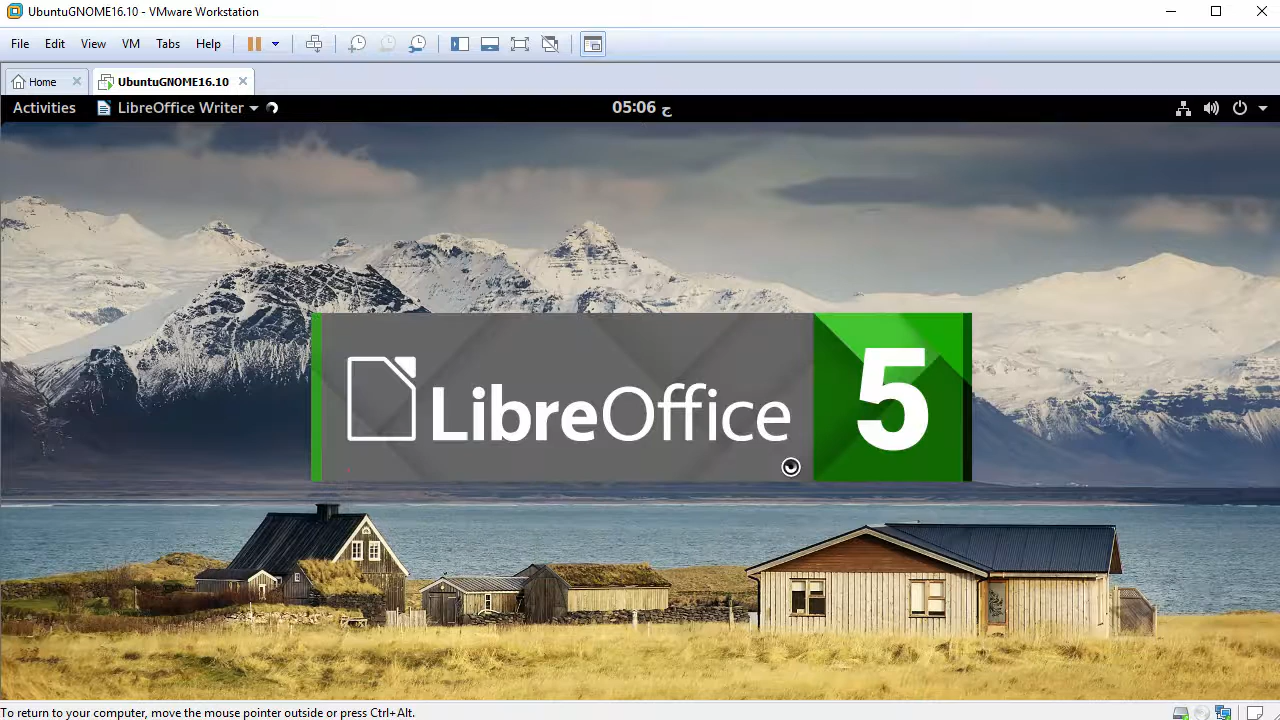 UbuntuGNOME16.10 - VMware Workstation
File Edit View VM Tabs Help
Home UbuntuGNOME16.10
Activities LibreOffice Writer 05:06 ج
LibreOffice 5
To return to your computer, move the mouse pointer outside or press Ctrl+Alt.